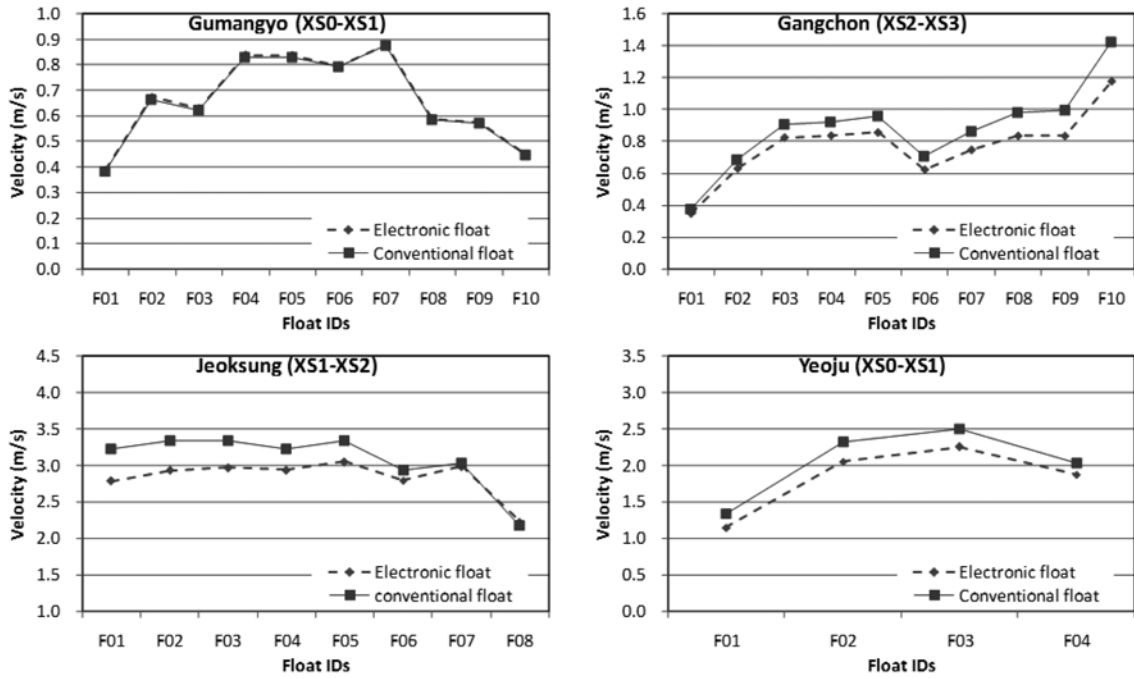 Gumangyo (XS0-XS1)
Velocity (m/s)
1.0
0.9
0.8
0.7
0.6
0.5
0.4
0.3
0.2
0.1
0.0
Electronic float
Conventional float
F01 F02 F03 F04 F05 F06 F07 F08 F09 F10
Float IDs
Gangchon (XS2-XS3)
Velocity (m/s)
1.6
1.4
1.2
1.0
0.8
0.6
0.4
0.2
0.0
Electronic float
Conventional float
F01 F02 F03 F04 F05 F06 F07 F08 F09 F10
Float IDs
Jeoksung (XS1-XS2)
Velocity (m/s)
4.5
4.0
3.5
3.0
2.5
2.0
1.5
1.0
Electronic float
conventional float
F01 F02 F03 F04 F05 F06 F07 F08
Float IDs
Yeoju (XS0-XS1)
Velocity (m/s)
3.5
3.0
2.5
2.0
1.5
1.0
0.5
0.0
Electronic float
Conventional float
F01 F02 F03 F04
Float IDs